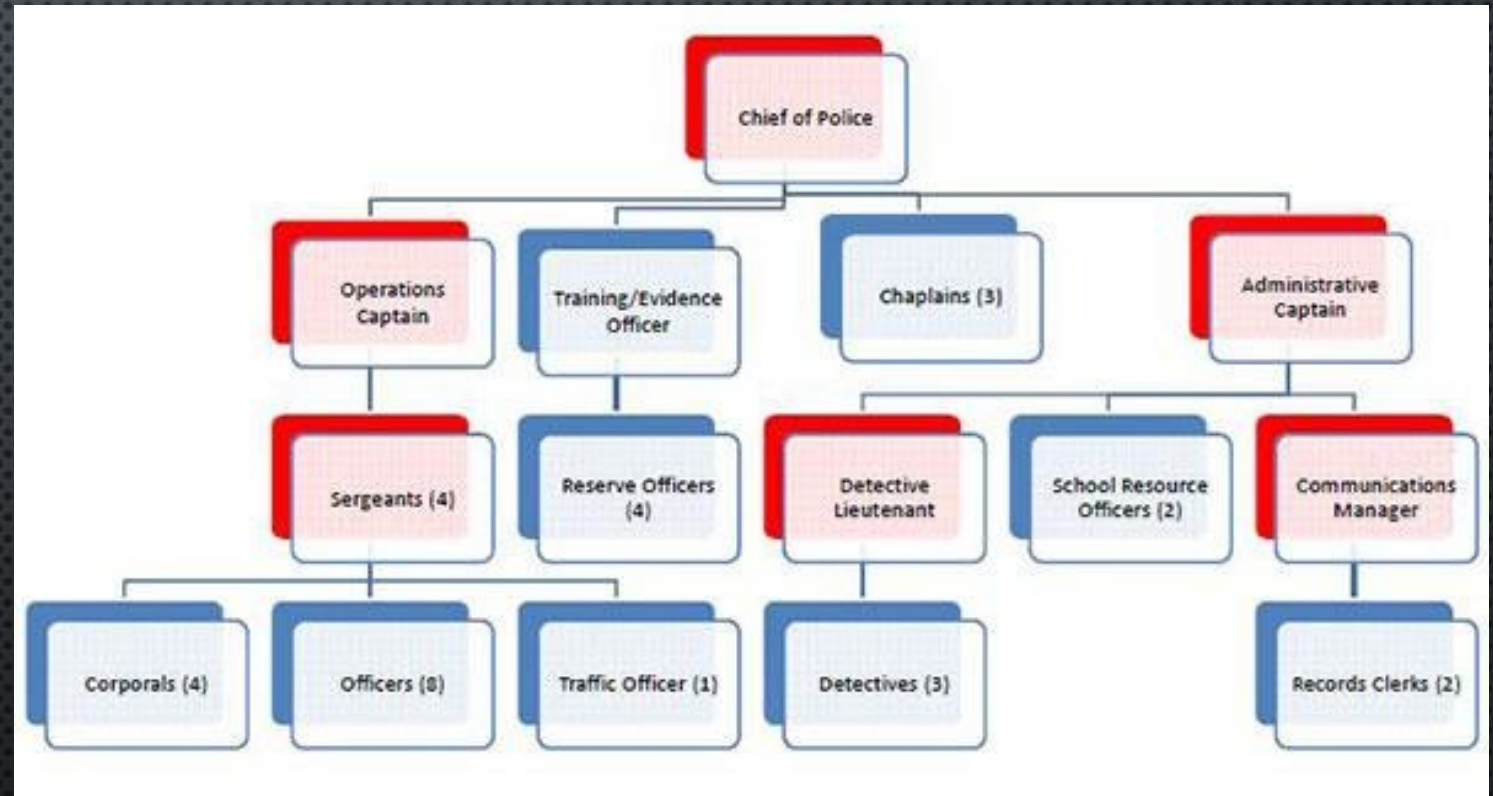 Chief of Police
Operations
Captain
Training/Evidence
Officer
Chaplains (3)
Administrative
Captain
Sergeants (4)
Reserve Officers
(4)
Detective
Lieutenant
School Resource
Officers (2)
Communications
Manager
Corporals (4)
Officers (8)
Traffic Officer (1)
Detectives (3)
Records Clerks (2)